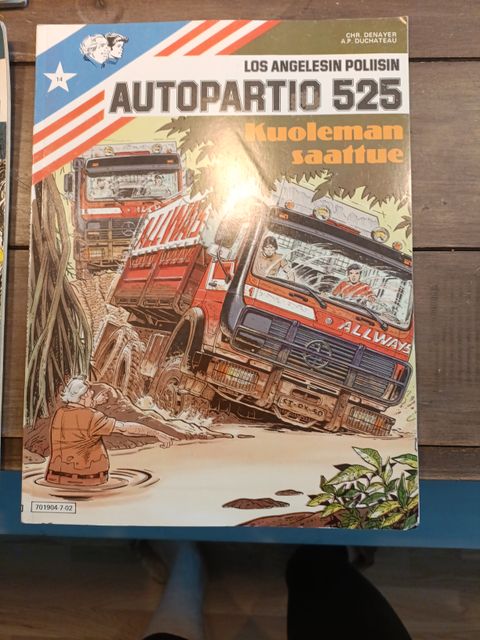 CHR. DENAYER
A.P. DUCHATEAU
14
LOS ANGELESIN POLIISIN
AUTOPARTIO 525
Kuoleman
saattue
ALLWAYS
ALLWAYS
701904-7-02